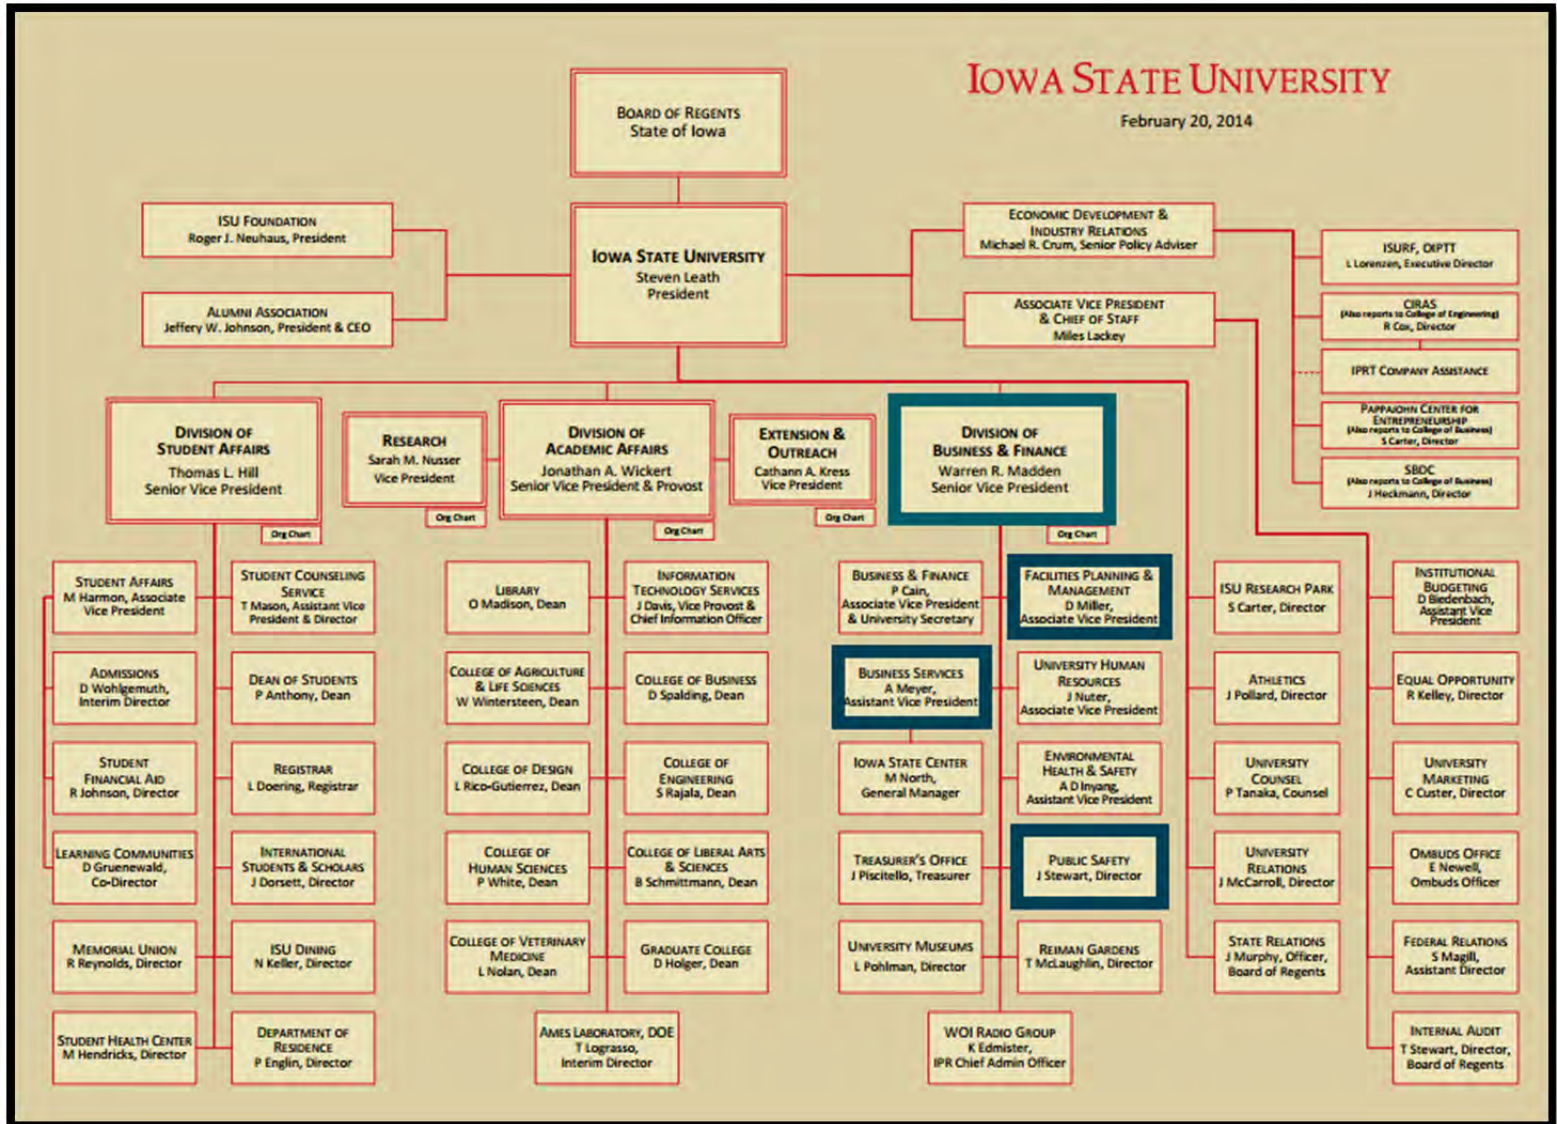 IOWA STATE UNIVERSITY
February 20, 2014
BOARD OF REGENTS
State of Iowa
ISU FOUNDATION
Roger J. Neuhaus, President
ALUMNI ASSOCIATION
Jeffery W. Johnson, President & CEO
IOWA STATE UNIVERSITY
Steven Leath
President
ECONOMIC DEVELOPMENT &
INDUSTRY RELATIONS
Michael R. Crum, Senior Policy Adviser
ASSOCIATE VICE PRESIDENT
& CHIEF OF STAFF
Miles Lackey
ISURF, OIPTT
L Lorenzen, Executive Director
CIRAS
(Also reports to College of Engineering)
R Cox, Director
IPRT COMPANY ASSISTANCE
PAPPAJOHN CENTER FOR
ENTREPRENEURSHIP
(Also reports to College of Business)
S Carter, Director
SBDC
(Also reports to College of Business)
J Heckmann, Director
DIVISION OF
STUDENT AFFAIRS
Thomas L. Hill
Senior Vice President
Org Chart
RESEARCH
Sarah M. Nusser
Vice President
Org Chart
DIVISION OF
ACADEMIC AFFAIRS
Jonathan A. Wickert
Senior Vice President & Provost
Org Chart
EXTENSION &
OUTREACH
Cathann A. Kress
Vice President
Org Chart
DIVISION OF
BUSINESS & FINANCE
Warren R. Madden
Senior Vice President
Org Chart
STUDENT AFFAIRS
M Harmon, Associate
Vice President
STUDENT COUNSELING
SERVICE
T Mason, Assistant Vice
President & Director
ADMISSIONS
D Wohlgemuth,
Interim Director
DEAN OF STUDENTS
P Anthony, Dean
STUDENT
FINANCIAL AID
R Johnson, Director
REGISTRAR
L Doering, Registrar
LEARNING COMMUNITIES
D Gruenewald,
Co-Director
INTERNATIONAL
STUDENTS & SCHOLARS
J Dorsett, Director
MEMORIAL UNION
R Reynolds, Director
ISU DINING
N Keller, Director
STUDENT HEALTH CENTER
M Hendricks, Director
DEPARTMENT OF
RESIDENCE
P Englin, Director
LIBRARY
O Madison, Dean
INFORMATION
TECHNOLOGY SERVICES
J Davis, Vice Provost &
Chief Information Officer
COLLEGE OF AGRICULTURE
& LIFE SCIENCES
W Wintersteen, Dean
COLLEGE OF BUSINESS
D Spalding, Dean
COLLEGE OF DESIGN
L Rico-Gutierrez, Dean
COLLEGE OF
ENGINEERING
S Rajala, Dean
COLLEGE OF
HUMAN SCIENCES
P White, Dean
COLLEGE OF LIBERAL ARTS
& SCIENCES
B Schmittmann, Dean
COLLEGE OF VETERINARY
MEDICINE
L Nolan, Dean
GRADUATE COLLEGE
D Holger, Dean
AMES LABORATORY, DOE
T Lograsso,
Interim Director
BUSINESS & FINANCE
P Cain,
Associate Vice President
& University Secretary
FACILITIES PLANNING &
MANAGEMENT
D Miller,
Associate Vice President
BUSINESS SERVICES
A Meyer,
Assistant Vice President
UNIVERSITY HUMAN
RESOURCES
J Nuter,
Associate Vice President
IOWA STATE CENTER
M North,
General Manager
ENVIRONMENTAL
HEALTH & SAFETY
A D Inyang,
Assistant Vice President
TREASURER'S OFFICE
J Piscitello, Treasurer
PUBLIC SAFETY
J Stewart, Director
UNIVERSITY MUSEUMS
L Pohlman, Director
REIMAN GARDENS
T McLaughlin, Director
WOI RADIO GROUP
K Edmister,
IPR Chief Admin Officer
ISU RESEARCH PARK
S Carter, Director
ATHLETICS
J Pollard, Director
UNIVERSITY
COUNSEL
P Tanaka, Counsel
UNIVERSITY
RELATIONS
J McCarroll, Director
STATE RELATIONS
J Murphy, Officer,
Board of Regents
INSTITUTIONAL
BUDGETING
D Biedenbach,
Assistant Vice
President
EQUAL OPPORTUNITY
R Kelley, Director
UNIVERSITY
MARKETING
C Custer, Director
OMBUDS OFFICE
E Newell,
Ombuds Officer
FEDERAL RELATIONS
S Magill,
Assistant Director
INTERNAL AUDIT
T Stewart, Director,
Board of Regents